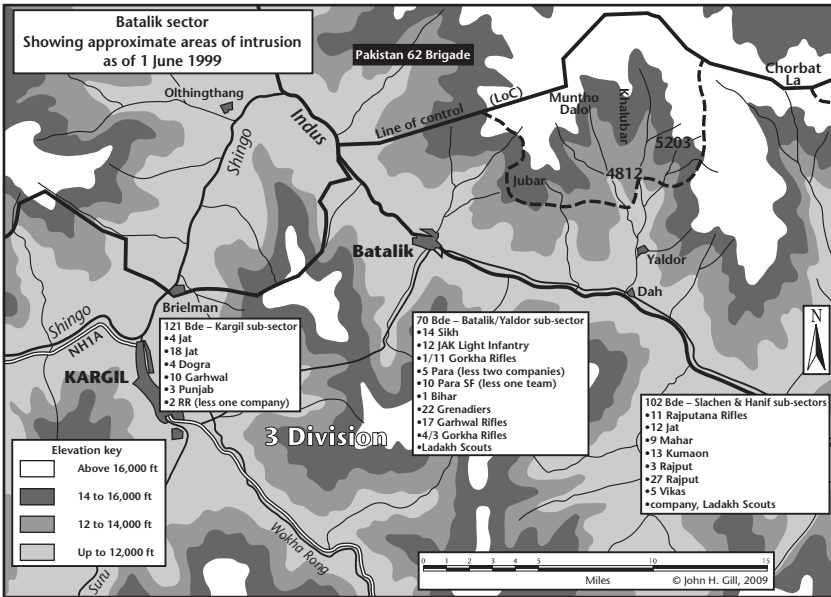 Batalik sector
Showing approximate areas of intrusion
as of 1 June 1999
Pakistan 62 Brigade
Chorbat
La
Olthingthang
Indus
Shingo
Line of control
(LoC)
Muntho
Dalo
Khalubar
5203
4812
Jubar
Batalik
Yaldor
Dah
Brielman
Shingo
NH1A
KARGIL
N
121 Bde – Kargil sub-sector
•4 Jat
•18 Jat
•4 Dogra
•10 Garhwal
•3 Punjab
•2 RR (less one company)
70 Bde – Batalik/Yaldor sub-sector
•14 Sikh
•12 JAK Light Infantry
•1/11 Gorkha Rifles
•5 Para (less two companies)
•10 Para SF (less one team)
•1 Bihar
•22 Grenadiers
•17 Garhwal Rifles
•4/3 Gorkha Rifles
•Ladakh Scouts
102 Bde – Slachen & Hanif sub-sectors
•11 Rajputana Rifles
•12 Jat
•9 Mahar
•13 Kumaon
•3 Rajput
•27 Rajput
•5 Vikas
•company, Ladakh Scouts
3 Division
Elevation key
Above 16,000 ft
14 to 16,000 ft
12 to 14,000 ft
Up to 12,000 ft
Suru
Wokha Rong
0 1 2 3 4 5 10 15
Miles
© John H. Gill, 2009